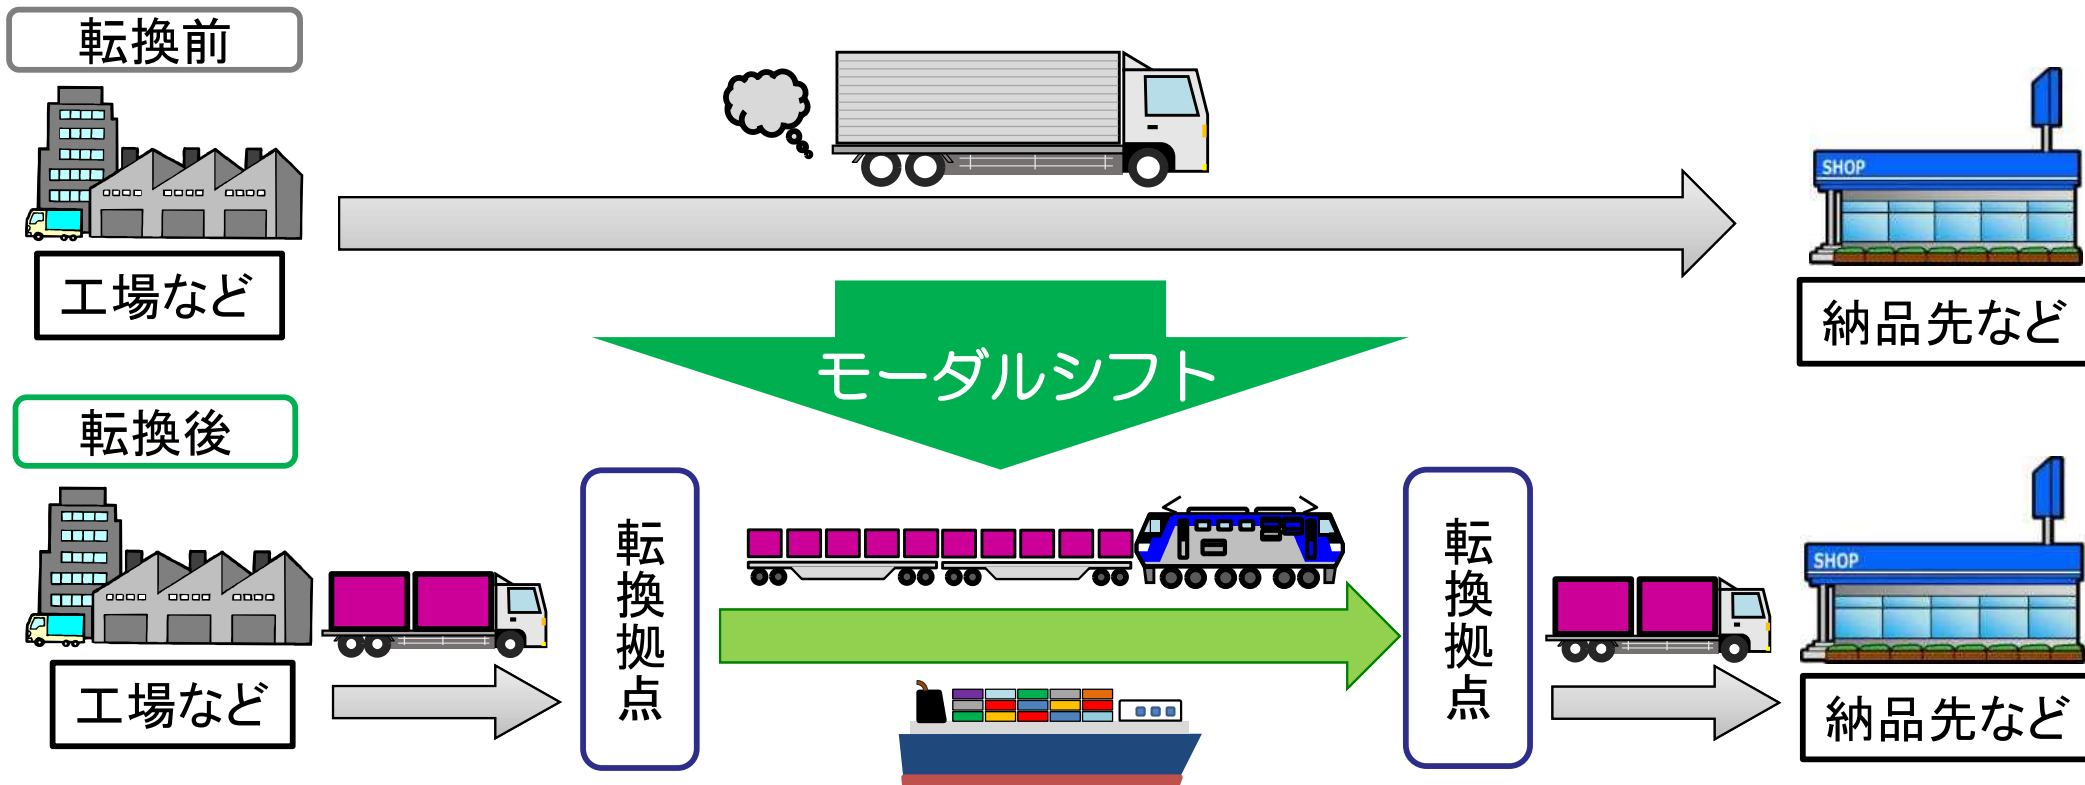 転換前
SHOP
工場など
納品先など
モーダルシフト
転換後
転換拠点
転換拠点
SHOP
工場など
納品先など